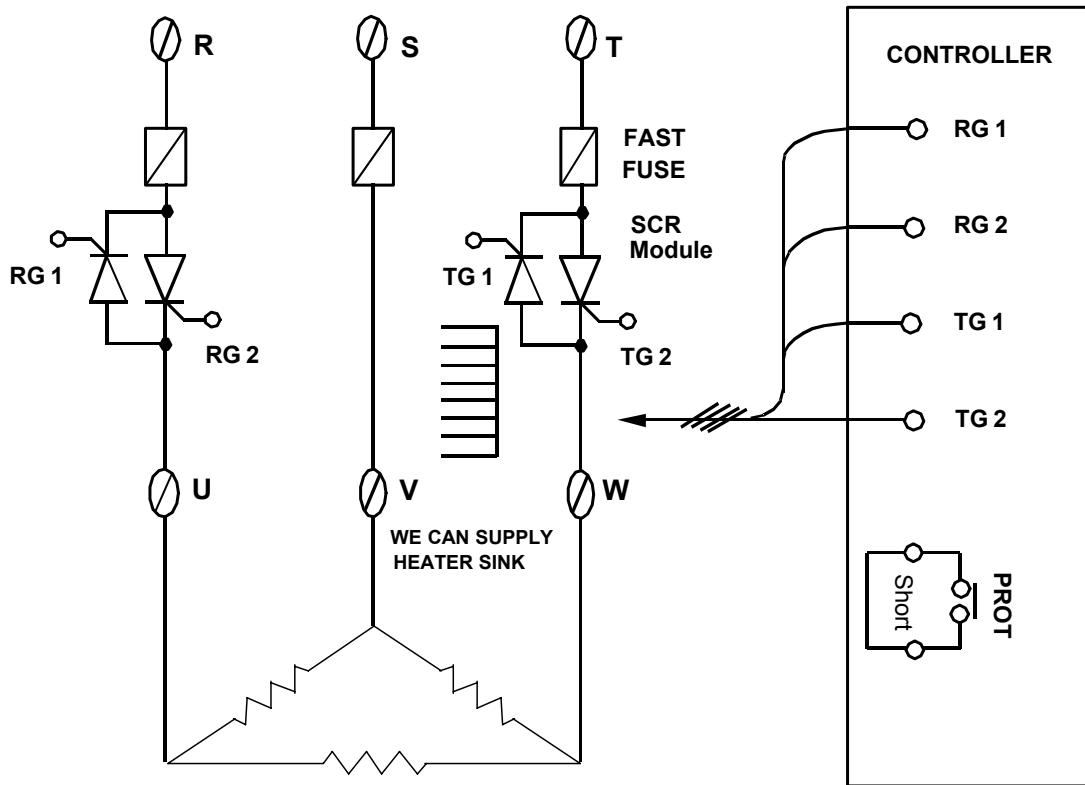 R
S
T
CONTROLLER
FAST
FUSE
RG 1
RG 2
SCR
Module
RG 1
TG 1
RG 2
TG 2
TG 1
TG 2
U
V
W
WE CAN SUPPLY
HEATER SINK
Short
PROT